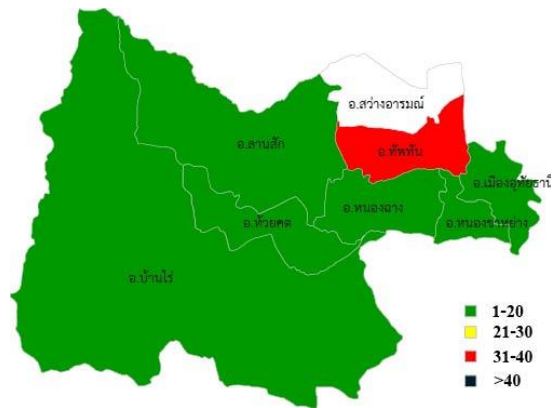 อ.สว่างอารมณ์
อ.ทัพทัน
อ.ลานสัก
อ.เมืองอุทัยธานี
อ.หนองฉาง
อ.ห้วยคต
อ.หนองขาหย่าง
อ.บ้านไร่
1-20
21-30
31-40
>40